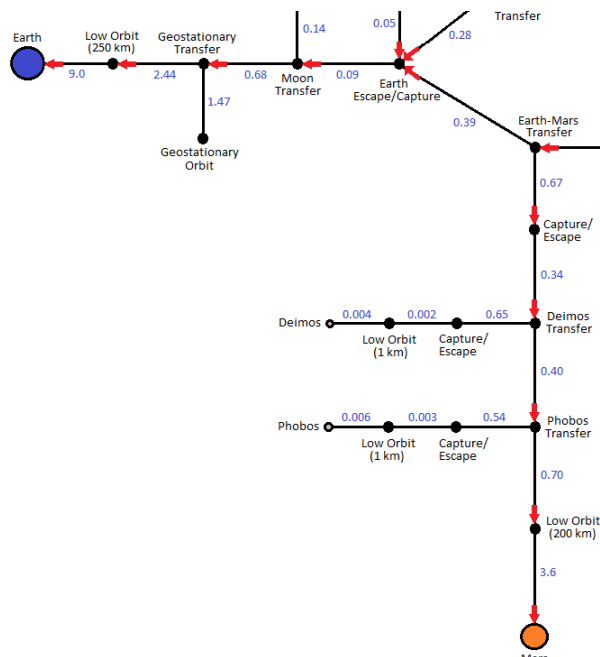 Transfer
0.14
0.05
0.28
Earth
Low Orbit
(250 km)
Geostationary
Transfer
9.0
2.44
0.68
Moon
Transfer
0.09
Earth
Escape/Capture
1.47
Geostationary
Orbit
0.39
Earth-Mars
Transfer
0.67
Capture/
Escape
0.34
Deimos
0.004
Low Orbit
(1 km)
0.002
Capture/
Escape
0.65
Deimos
Transfer
0.40
Phobos
0.006
Low Orbit
(1 km)
0.003
Capture/
Escape
0.54
Phobos
Transfer
0.70
Low Orbit
(200 km)
3.6